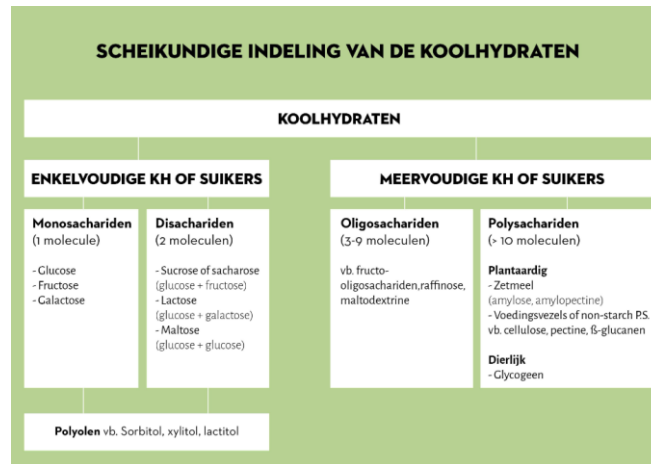 SCHEIKUNDIGE INDELING VAN DE KOOLHYDRATEN
KOOLHYDRATEN
ENKELVOUDIGE KH OF SUIKERS
Monosachariden
(1 molecule)
- Glucose
- Fructose
- Galactose
Disachariden
(2 moleculen)
- Sucrose of sacharose
(glucose + fructose)
- Lactose
(glucose + galactose)
- Maltose
(glucose + glucose)
Polyolen vb. Sorbitol, xylitol, lactitol
MEERVOUDIGE KH OF SUIKERS
Oligosachariden
(3-9 moleculen)
vb. fructo-
oligosachariden,raffinose,
maltodextrine
Polysachariden
(> 10 moleculen)
Plantaardig
- Zetmeel
(amylose, amylopectine)
- Voedingsvezels of non-starch P.S.
vb. cellulose, pectine, ß-glucanen
Dierlijk
- Glycogeen